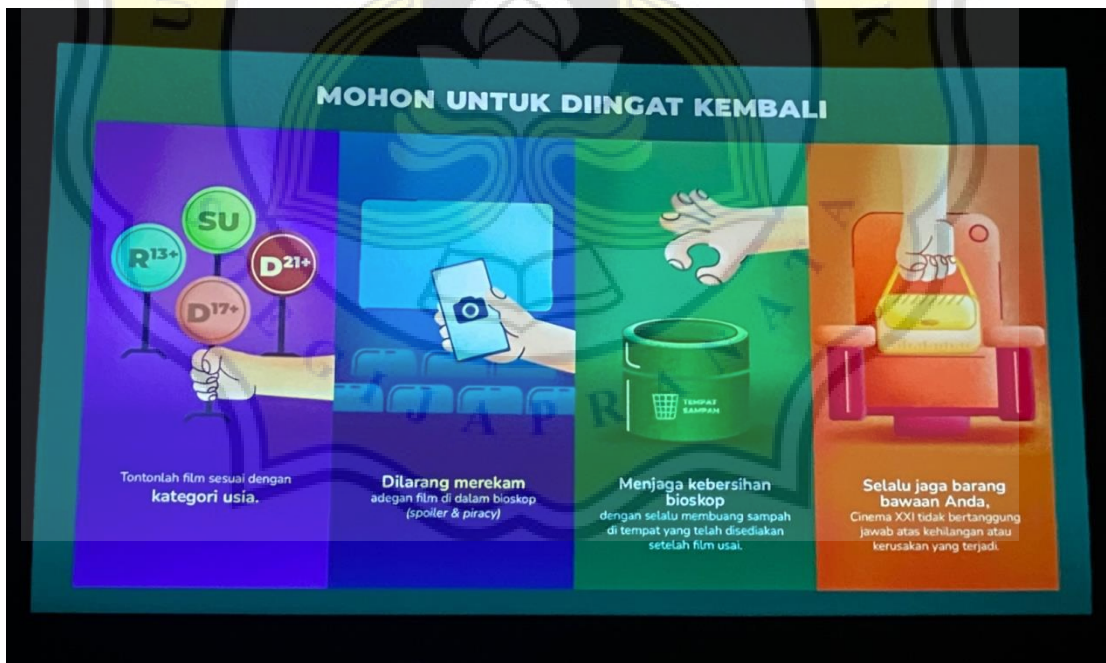 MOHON UNTUK DIINGAT KEMBALI
SU
R13+
D21+
D17+
Tontonlah film sesuai dengan
kategori usia.
Dilarang merekam
adegan film di dalam bioskop
(spoiler & piracy)
TEMPAT
SAMPAH
Menjaga kebersihan
bioskop
dengan selalu membuang sampah
di tempat yang telah disediakan
setelah film usai.
Selalu jaga barang
bawaan Anda,
Cinema XXI tidak bertanggung
jawab atas kehilangan atau
kerusakan yang terjadi.
U K
G I J A P R A N A T A